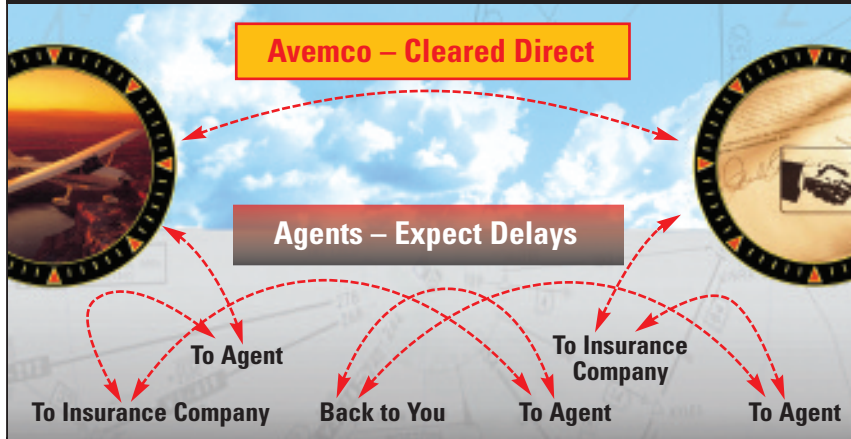 Avemco – Cleared Direct
Agents – Expect Delays
To Agent
To Insurance
Company
To Insurance Company
Back to You
To Agent
To Agent